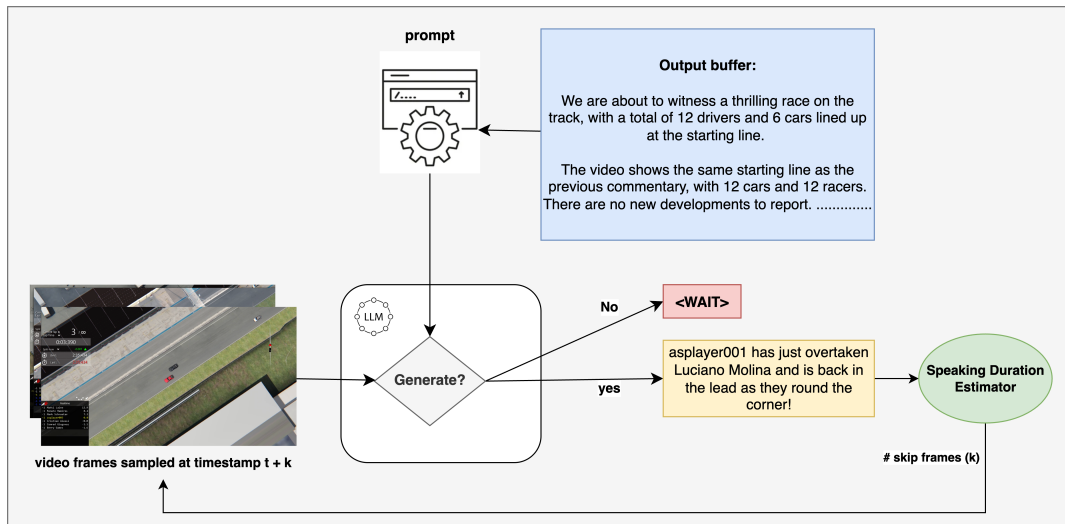 prompt
/....
Output buffer:
We are about to witness a thrilling race on the
track, with a total of 12 drivers and 6 cars lined up
at the starting line.
The video shows the same starting line as the
previous commentary, with 12 cars and 12 racers.
There are no new developments to report. ..............
LLM
Generate?
No
<WAIT>
yes
asplayer001 has just overtaken
Luciano Molina and is back in
the lead as they round the
corner!
Speaking Duration
Estimator
# skip frames (k)
3
0:03:390
video frames sampled at timestamp t + k